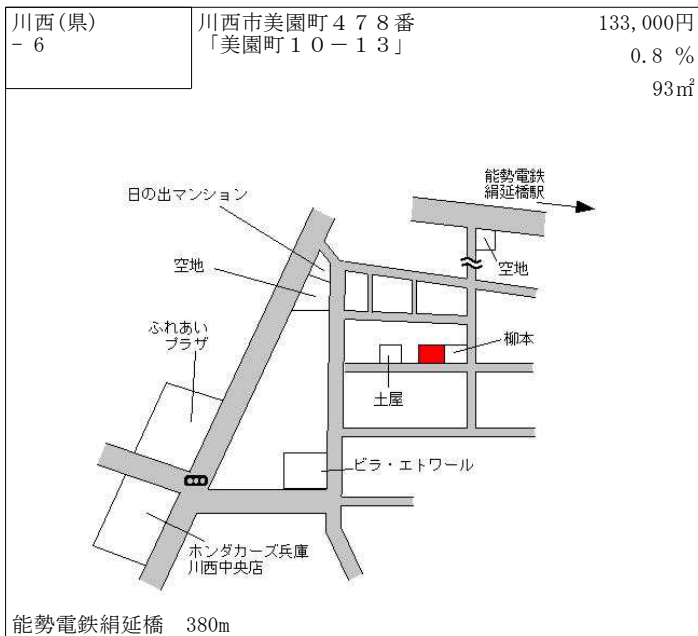 川西(県)
- 6
川西市美園町４７８番
「美園町１０－１３」
133,000円
0.8 %
93㎡
能勢電鉄
絹延橋駅
日の出マンション
空地
空地
ふれあい
プラザ
柳本
土屋
ビラ・エトワール
ホンダカーズ兵庫
川西中央店
能勢電鉄絹延橋　380m